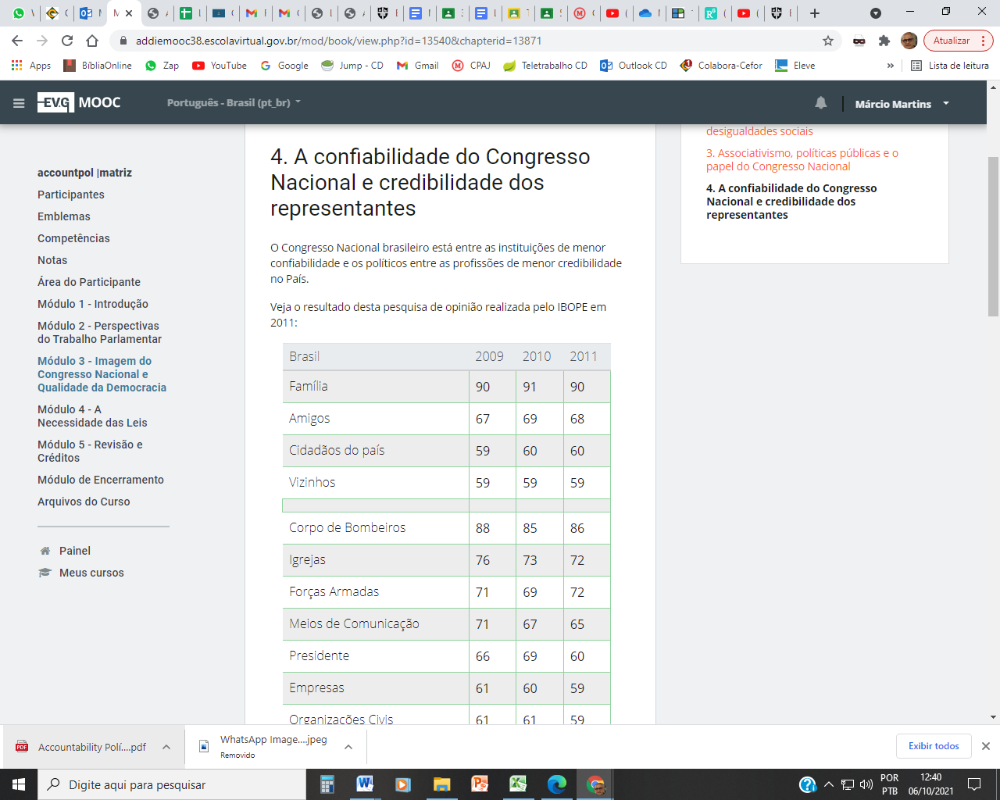 addiemooc38.escolavirtual.gov.br/mod/book/view.php?id=13540&chapterid=13871
Atualizar
Apps
BíbliaOnline
Zap
YouTube
Google
Jump - CD
Gmail
CPAJ
Teletrabalho CD
Outlook CD
Colabora-Cefor
Eleve
»
Lista de leitura
EV.G MOOC
Português - Brasil (pt_br)
Márcio Martins
accountpol |matriz
Participantes
Emblemas
Competências
Notas
Área do Participante
Módulo 1 - Introdução
Módulo 2 - Perspectivas
do Trabalho Parlamentar
Módulo 3 - Imagem do
Congresso Nacional e
Qualidade da Democracia
Módulo 4 - A
Necessidade das Leis
Módulo 5 - Revisão e
Créditos
Módulo de Encerramento
Arquivos do Curso
Painel
Meus cursos
4. A confiabilidade do Congresso
Nacional e credibilidade dos
representantes
O Congresso Nacional brasileiro está entre as instituições de menor
confiabilidade e os políticos entre as profissões de menor credibilidade
no País.
Veja o resultado desta pesquisa de opinião realizada pelo IBOPE em
2011:
Brasil 2009 2010 2011
Família 90 91 90
Amigos 67 69 68
Cidadãos do país 59 60 60
Vizinhos 59 59 59
Corpo de Bombeiros 88 85 86
Igrejas 76 73 72
Forças Armadas 71 69 72
Meios de Comunicação 71 67 65
Presidente 66 69 60
Empresas 61 60 59
Organizações Civis 61 61 59
desigualdades sociais
3. Associativismo, políticas públicas e o
papel do Congresso Nacional
4. A confiabilidade do Congresso
Nacional e credibilidade dos
representantes
Accountability Polí....pdf
WhatsApp Image....jpeg
Removido
Exibir todos
Digite aqui para pesquisar
POR
PTB
12:40
06/10/2021